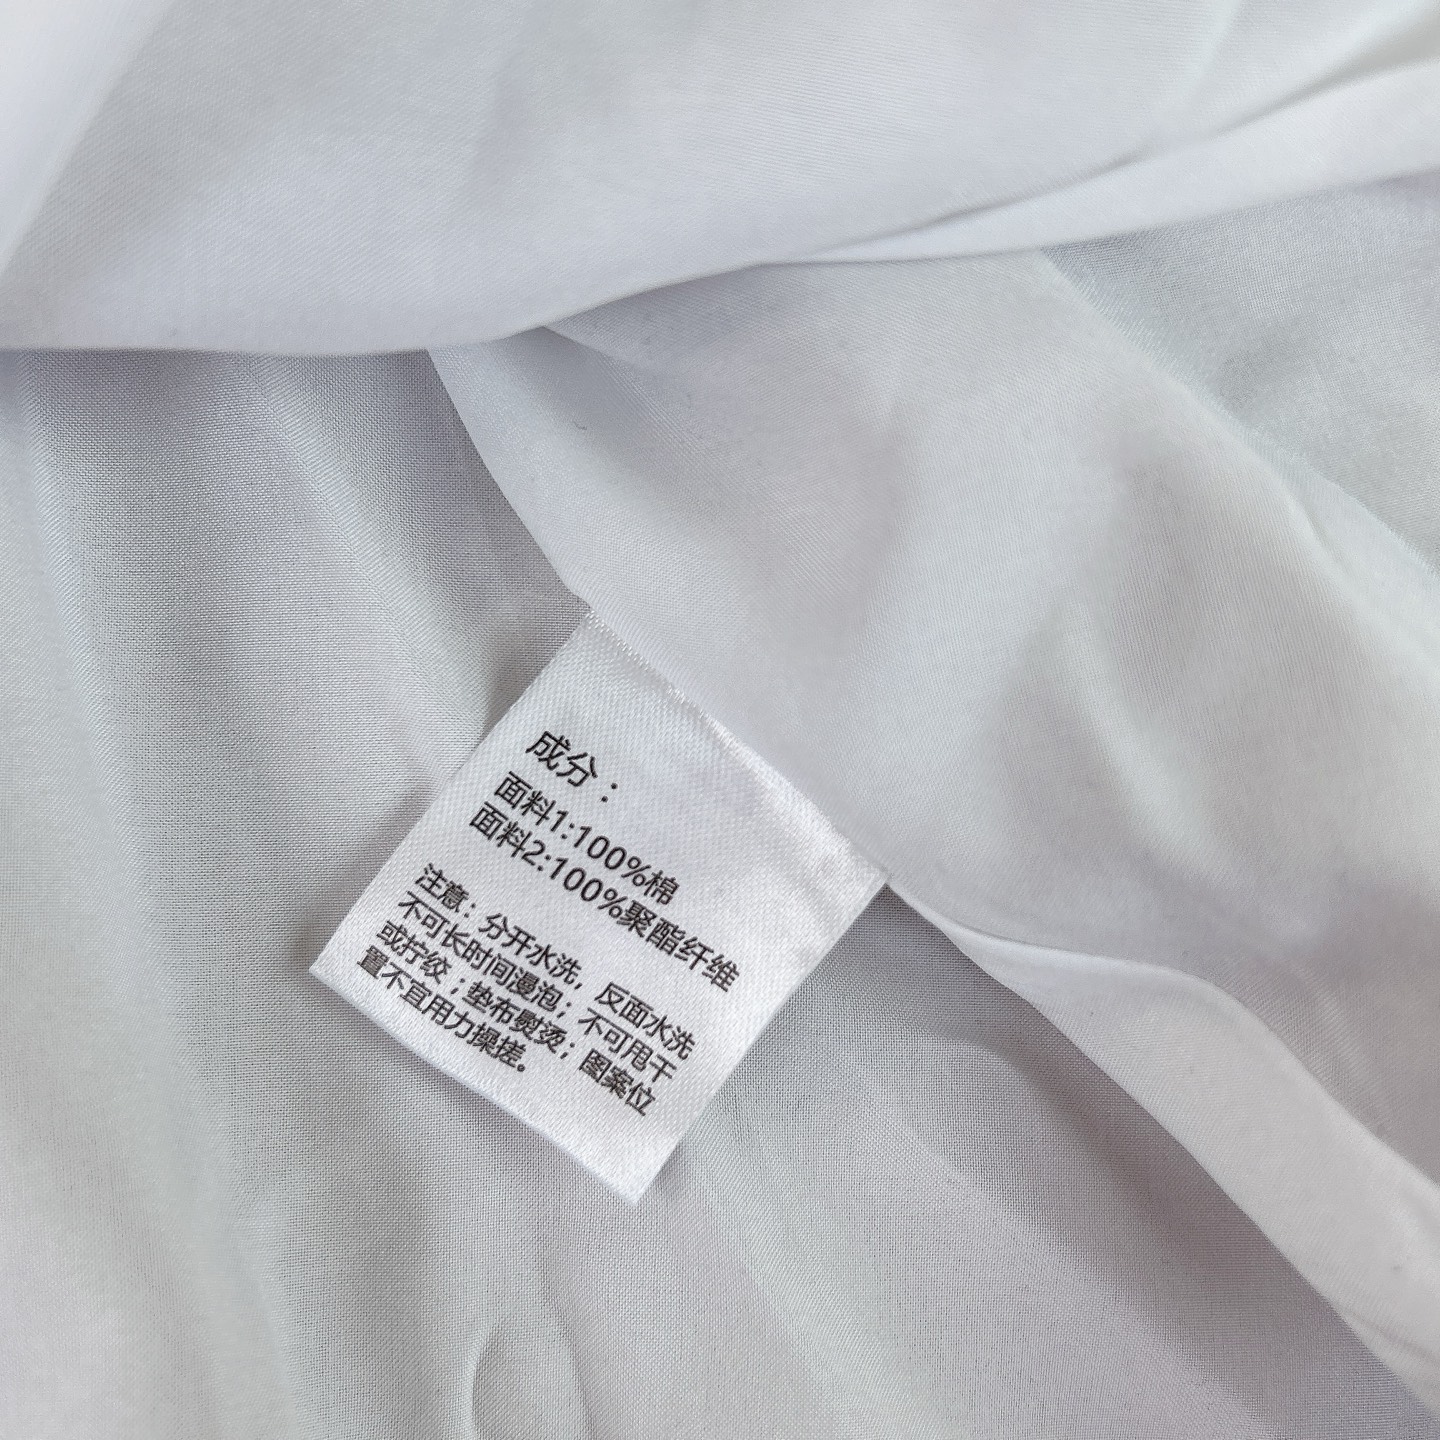 成分：
面料1:100%棉
面料2:100%聚酯纤维
注意：分开水洗，反面水洗
不可长时间漫泡；不可甩干
或拧绞；垫布熨烫；图案位
置不宜用力操搓。